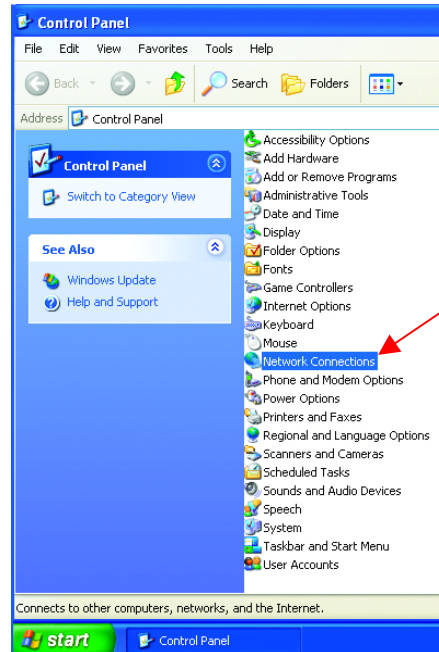 Control Panel
File Edit View Favorites Tools Help
Back Search Folders
Address Control Panel
Control Panel
Switch to Category View
See Also
Windows Update
Help and Support
Accessibility Options
Add Hardware
Add or Remove Programs
Administrative Tools
Date and Time
Display
Folder Options
Fonts
Game Controllers
Internet Options
Keyboard
Mouse
Network Connections
Phone and Modem Options
Power Options
Printers and Faxes
Regional and Language Options
Scanners and Cameras
Scheduled Tasks
Sounds and Audio Devices
Speech
System
Taskbar and Start Menu
User Accounts
Connects to other computers, networks, and the Internet.
start Control Panel